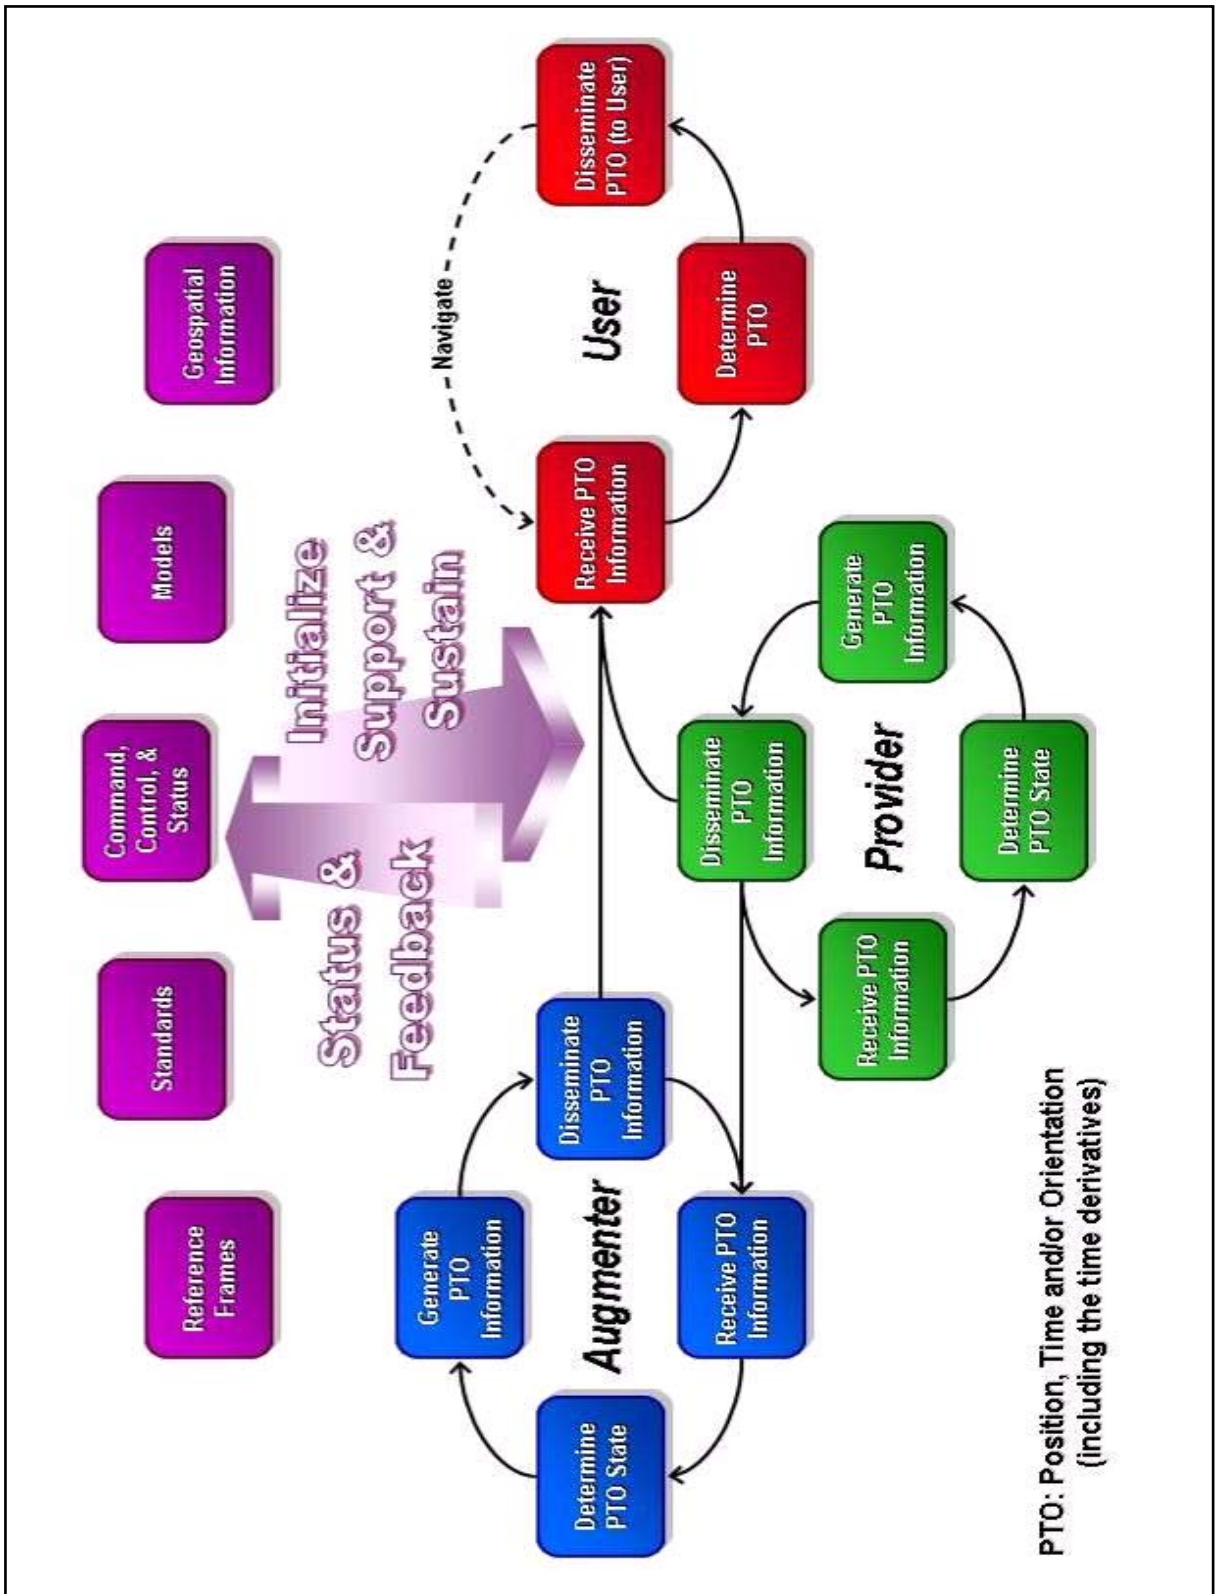 Reference
Frames
Standards
Command,
Control, &
Status
Models
Geospatial
Information
Status &
Feedback
Initialize
Support &
Sustain
Generate
PTO
Information
Determine
PTO State
Augmenter
Disseminate
PTO
Information
Receive PTO
Information
Navigate
Receive PTO
Information
User
Disseminate
PTO (to User)
Determine
PTO
Disseminate
PTO
Information
Receive PTO
Information
Provider
Generate
PTO
Information
Determine
PTO State
PTO: Position, Time and/or Orientation
(including the time derivatives)